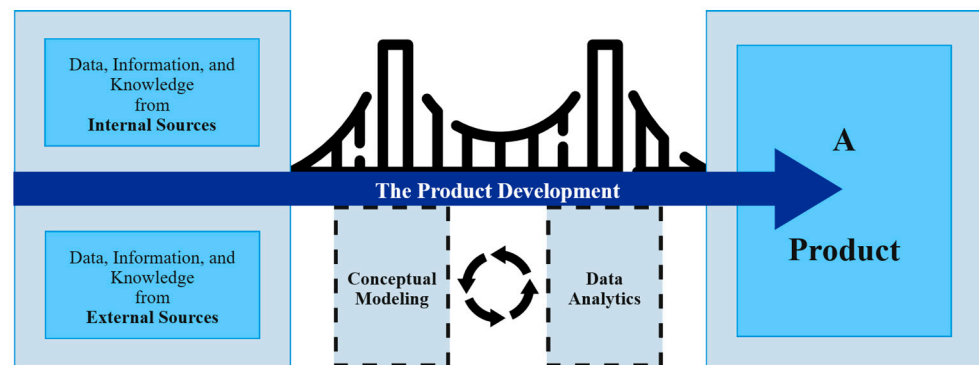 Data, Information, and
Knowledge
from
Internal Sources
The Product Development
Data, Information, and
Knowledge
from
External Sources
Conceptual
Modeling
Data
Analytics
A
Product